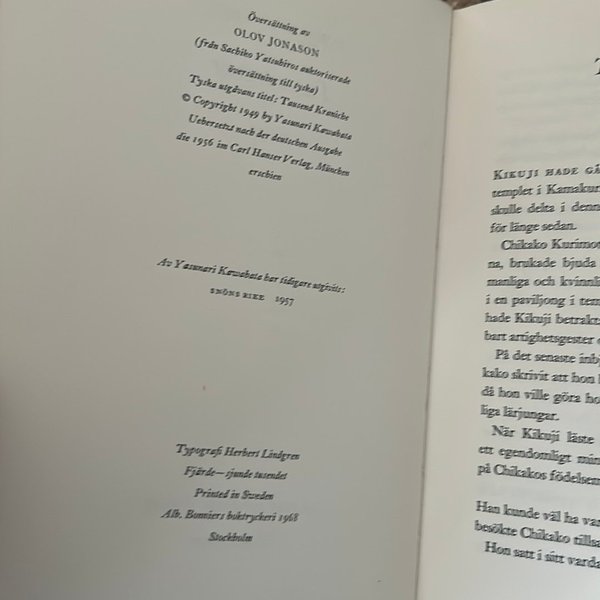 Översättning av
OLOV JONASON
(från Sachiko Yatsuhiros auktoriserade
översättning till tyska)
Tyska utgåvans titel: Tausend Kraniche
© Copyright 1949 by Yasunari Kawabata
Uebersetzt nach der deutschen Ausgabe
die 1956 im Carl Hanser Verlag, München
erschien
Av Yasunari Kawabata har tidigare utgivits:
SNÖNS RIKE 1957
Typografi Herbert Lindgren
Fjärde—sjunde tusendet
Printed in Sweden
Alb. Bonniers boktryckeri 1968
Stockholm
KIKUJI HADE GÅ
templet i Kamakur
skulle delta i denn
för länge sedan.
Chikako Kurimot
na, brukade bjuda
manliga och kvinnli
i en paviljong i tem
hade Kikuji betrakt
bart artighetsgester
På det senaste inbj
kako skrivit att hon
då hon ville göra ho
liga lärjungar.
När Kikuji läste
ett egendomligt min
på Chikakos födelsem
Han kunde väl ha var
besökte Chikako tillsa
Hon satt i sitt varda